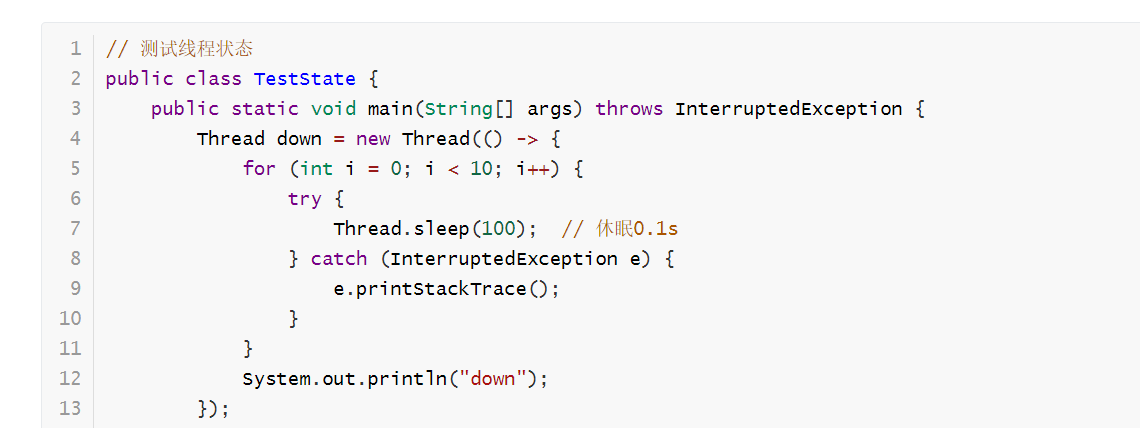 1 // 测试线程状态
2 public class TestState {
3     public static void main(String[] args) throws InterruptedException {
4         Thread down = new Thread(() -> {
5             for (int i = 0; i < 10; i++) {
6                 try {
7                     Thread.sleep(100);  // 休眠0.1s
8                 } catch (InterruptedException e) {
9                     e.printStackTrace();
10                 }
11             }
12             System.out.println("down");
13         });